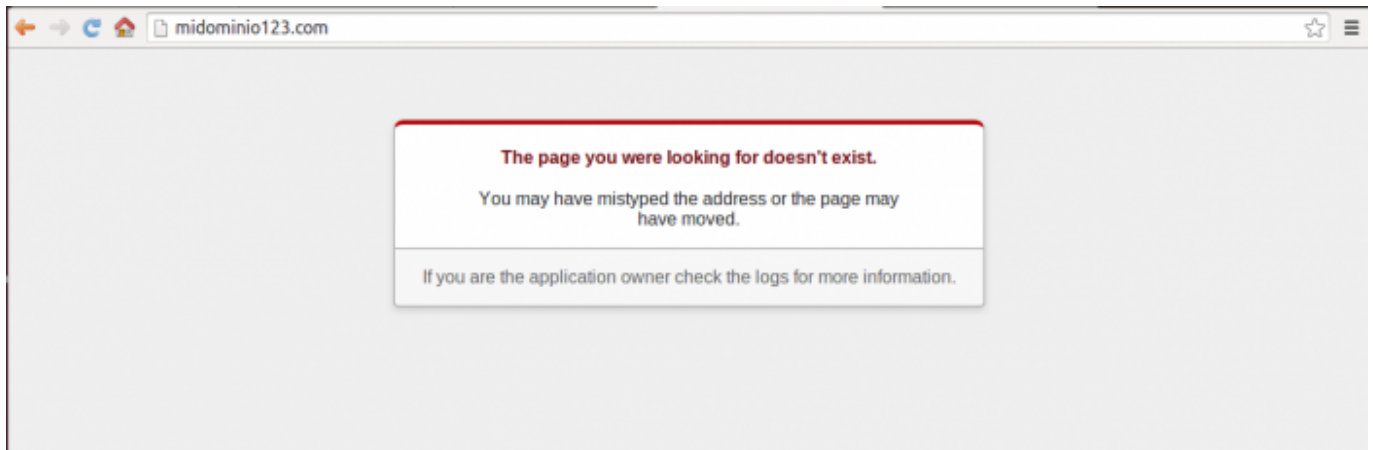 midominio123.com
The page you were looking for doesn't exist.
You may have mistyped the address or the page may
have moved.
If you are the application owner check the logs for more information.